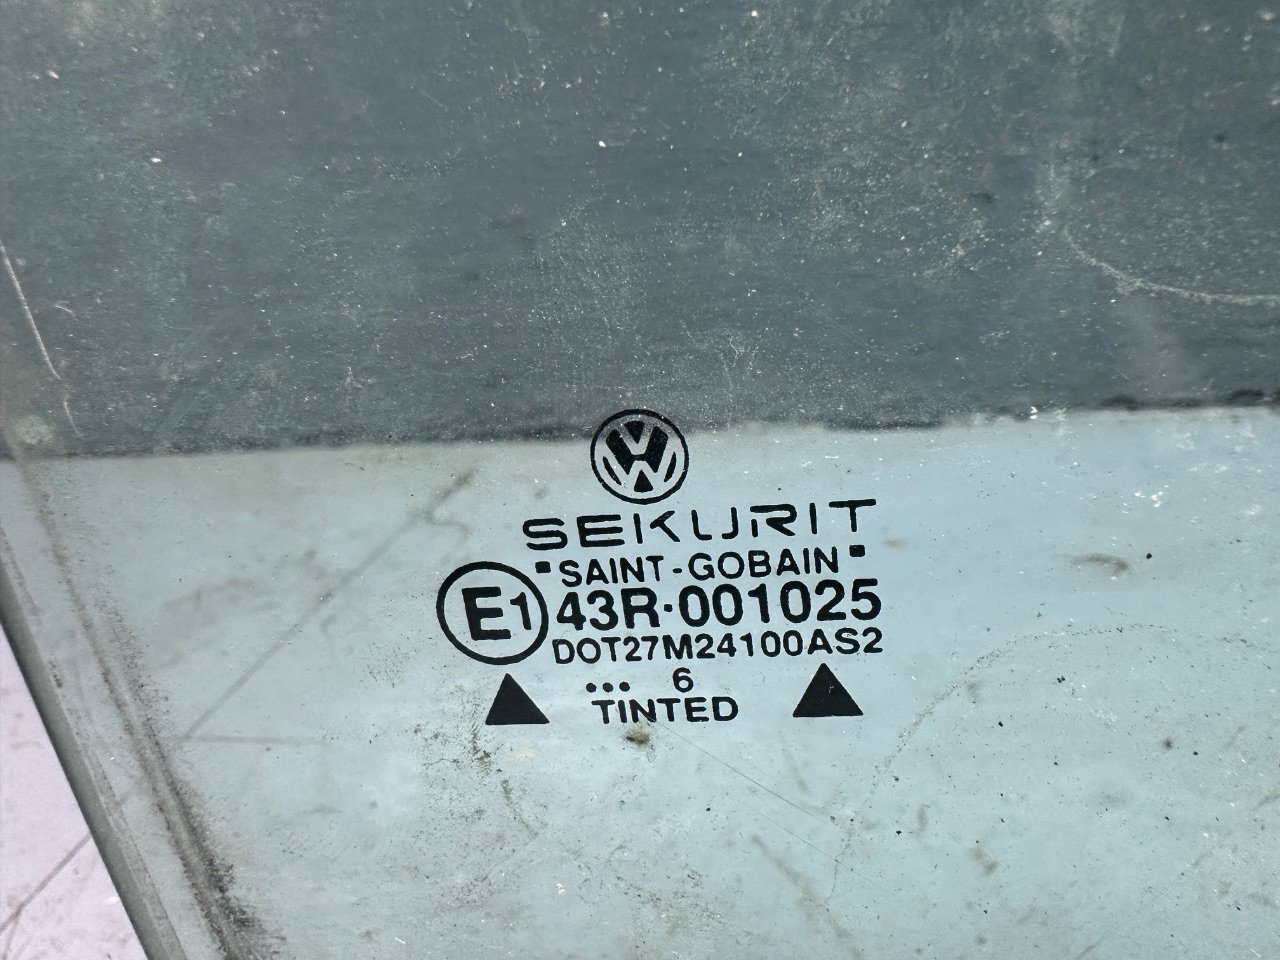 SEKURIT
SAINT-GOBAIN
E1 43R·001025
DOT27M24100AS2
... 6
TINTED